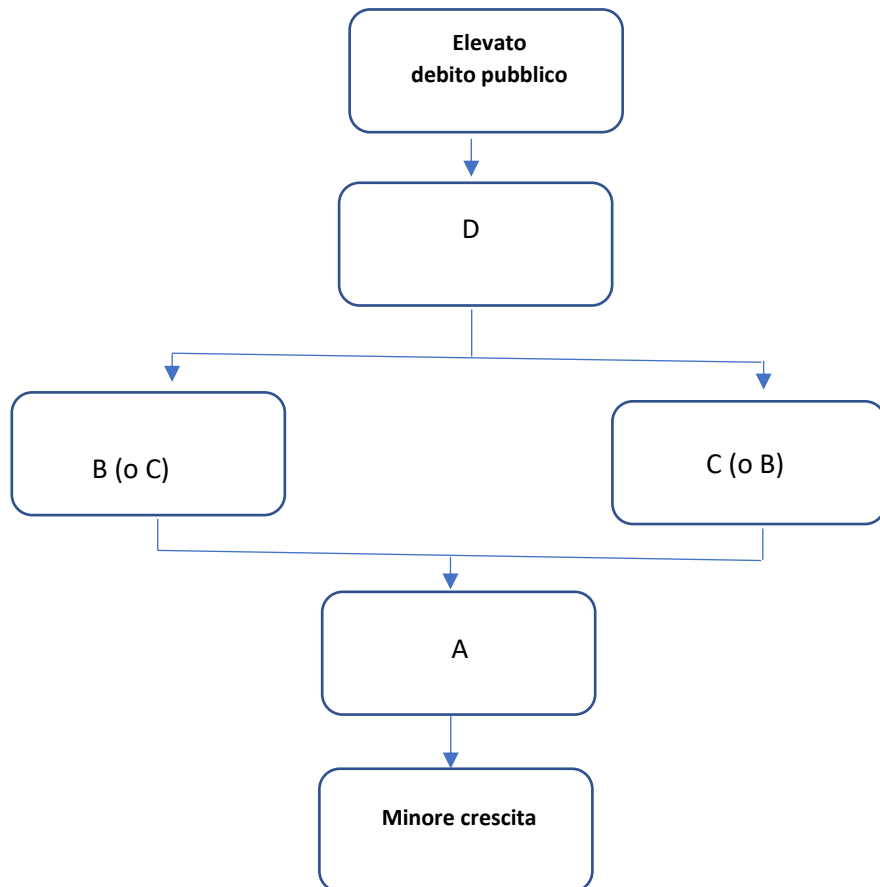 Elevato
debito pubblico
D
B (o C)
C (o B)
A
Minore crescita